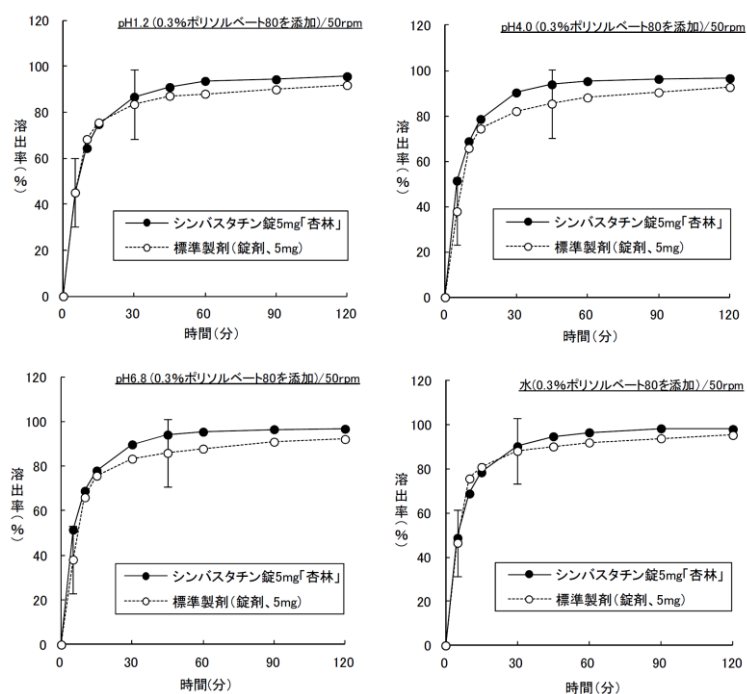 pH1.2 (0.3%ポリソルベート80を添加)/50rpm
120
100
80
60
40
20
0
溶出率(%)
シンバスタチン錠5mg「杏林」
標準製剤(錠剤、5mg)
0 30 60 90 120
時間(分)
pH4.0 (0.3%ポリソルベート80を添加)/50rpm
120
100
80
60
40
20
0
溶出率(%)
シンバスタチン錠5mg「杏林」
標準製剤(錠剤、5mg)
0 30 60 90 120
時間(分)
pH6.8 (0.3%ポリソルベート80を添加)/50rpm
120
100
80
60
40
20
0
溶出率(%)
シンバスタチン錠5mg「杏林」
標準製剤(錠剤、5mg)
0 30 60 90 120
時間(分)
水(0.3%ポリソルベート80を添加)/50rpm
120
100
80
60
40
20
0
溶出率(%)
シンバスタチン錠5mg「杏林」
標準製剤(錠剤、5mg)
0 30 60 90 120
時間(分)